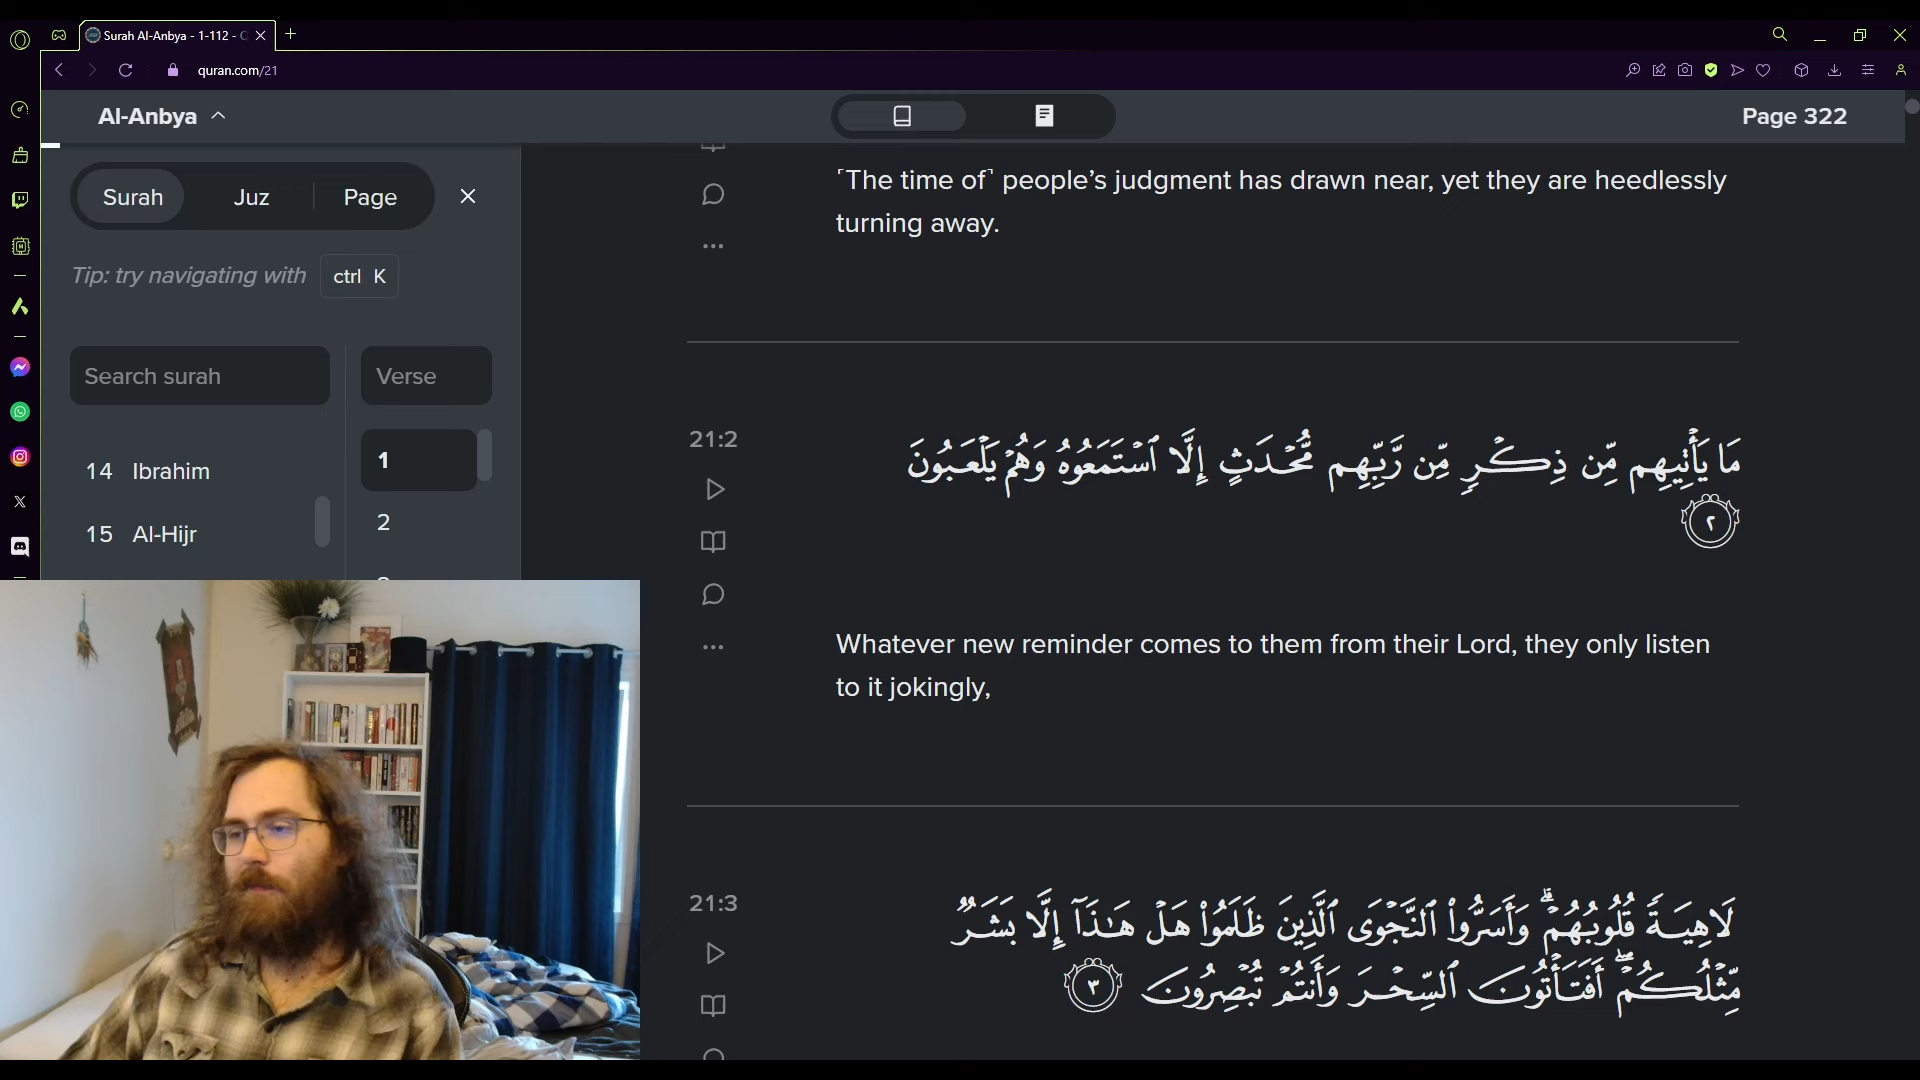 Surah Al-Anbya - 1-112 -
quran.com/21
Al-Anbya
Page 322
Surah
Juz
Page
Tip: try navigating with
ctrl K
Search surah
Verse
14 Ibrahim
15 Al-Hijr
1
2
⸢The time of⸣ people’s judgment has drawn near, yet they are heedlessly
turning away.
21:2
مَا يَأْتِيهِم مِّن ذِكْرٍ مِّن رَّبِّهِم مُّحْدَثٍ إِلَّا ٱسْتَمَعُوهُ وَهُمْ يَلْعَبُونَ
٢
Whatever new reminder comes to them from their Lord, they only listen
to it jokingly,
21:3
لَاهِيَةً قُلُوبُهُمْ ۗ وَأَسَرُّوا۟ ٱلنَّجْوَى ٱلَّذِينَ ظَلَمُوا۟ هَلْ هَـٰذَآ إِلَّا بَشَرٌ
مِّثْلُكُمْ ۖ أَفَتَأْتُونَ ٱلسِّحْرَ وَأَنتُمْ تُبْصِرُونَ ٣